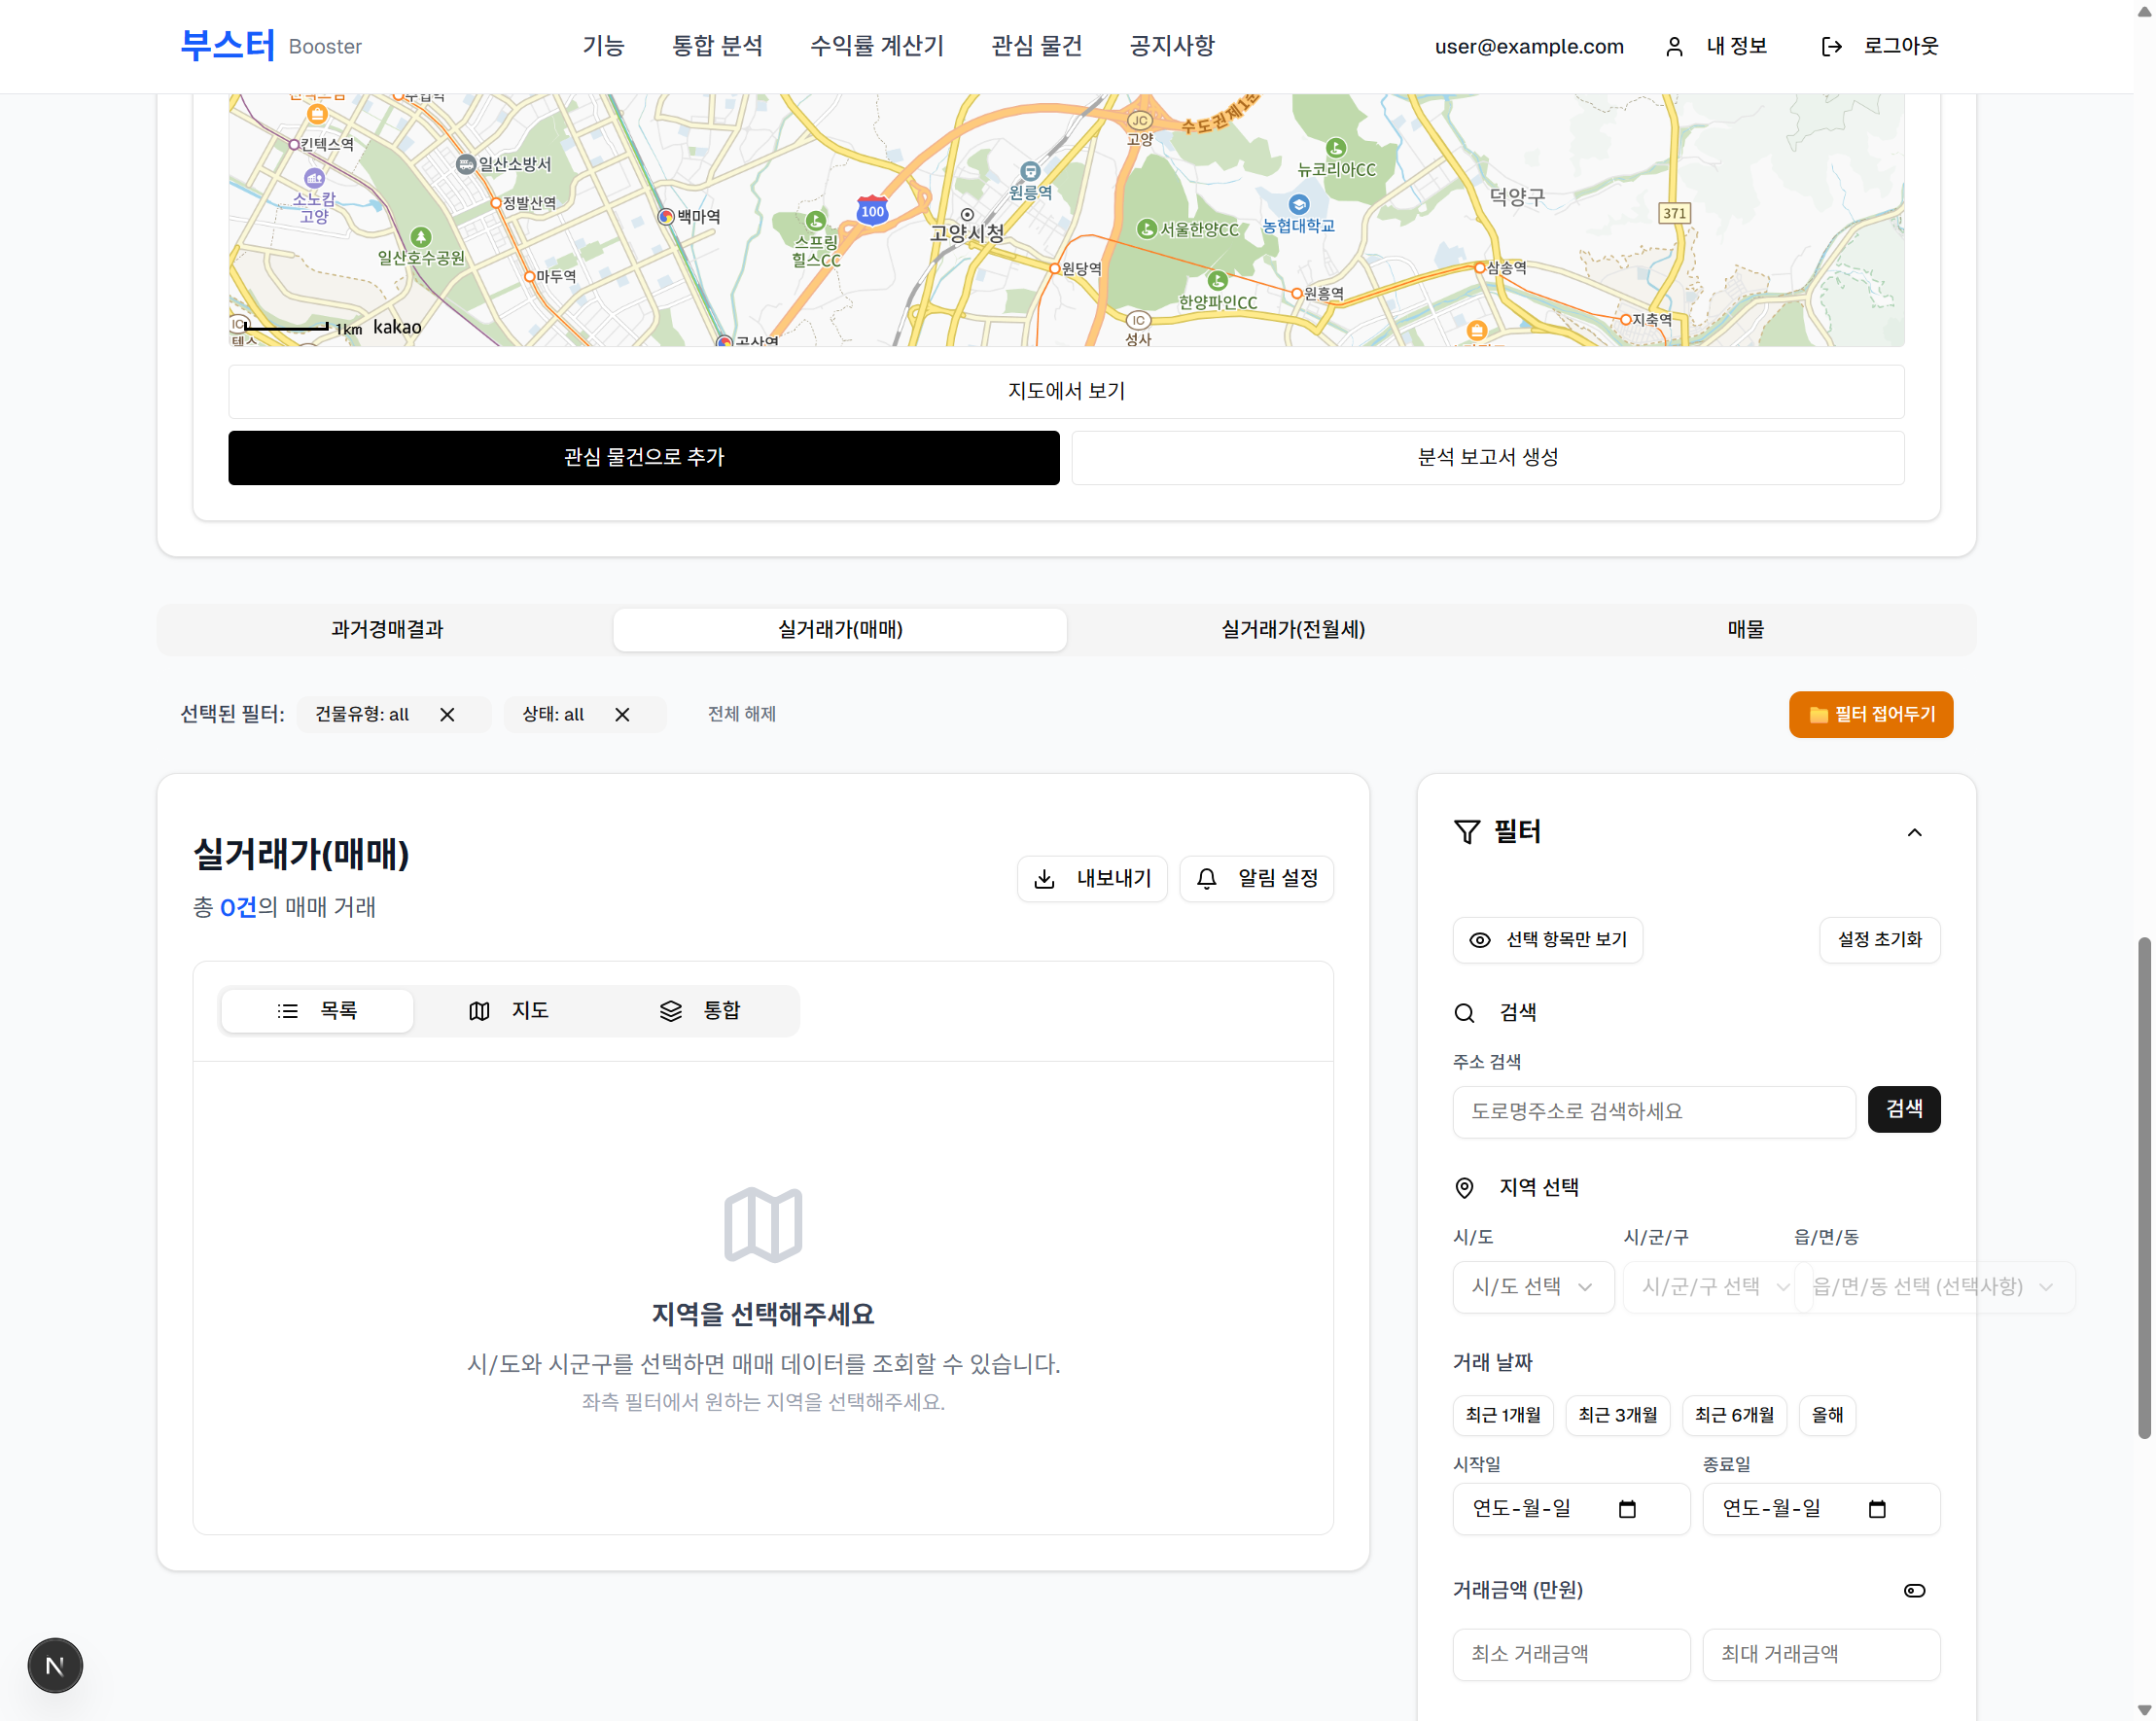 부스터 Booster
기능
통합 분석
수익률 계산기
관심 물건
공지사항
user@example.com
내 정보
로그아웃
킨텍스역
일산소방서
소노캄
고양
정발산역
백마역
일산호수공원
마두역
스프링
힐스CC
100
원릉역
고양시청
JC
고양
수도권제1순
뉴코리아CC
덕양구
농협대학교
서울한양CC
371
원당역
한양파인CC
원흥역
삼송역
지축역
IC
성사
IC
1km kakao
지도에서 보기
관심 물건으로 추가
분석 보고서 생성
과거경매결과
실거래가(매매)
실거래가(전월세)
매물
선택된 필터:
건물유형: all
상태: all
전체 해제
필터 접어두기
실거래가(매매)
총 0건의 매매 거래
내보내기
알림 설정
목록
지도
통합
지역을 선택해주세요
시/도와 시군구를 선택하면 매매 데이터를 조회할 수 있습니다.
좌측 필터에서 원하는 지역을 선택해주세요.
필터
선택 항목만 보기
설정 초기화
검색
주소 검색
도로명주소로 검색하세요
검색
지역 선택
시/도
시/군/구
읍/면/동
시/도 선택
시/군/구 선택
읍/면/동 선택 (선택사항)
거래 날짜
최근 1개월
최근 3개월
최근 6개월
올해
시작일
종료일
연도-월-일
연도-월-일
거래금액 (만원)
최소 거래금액
최대 거래금액
N